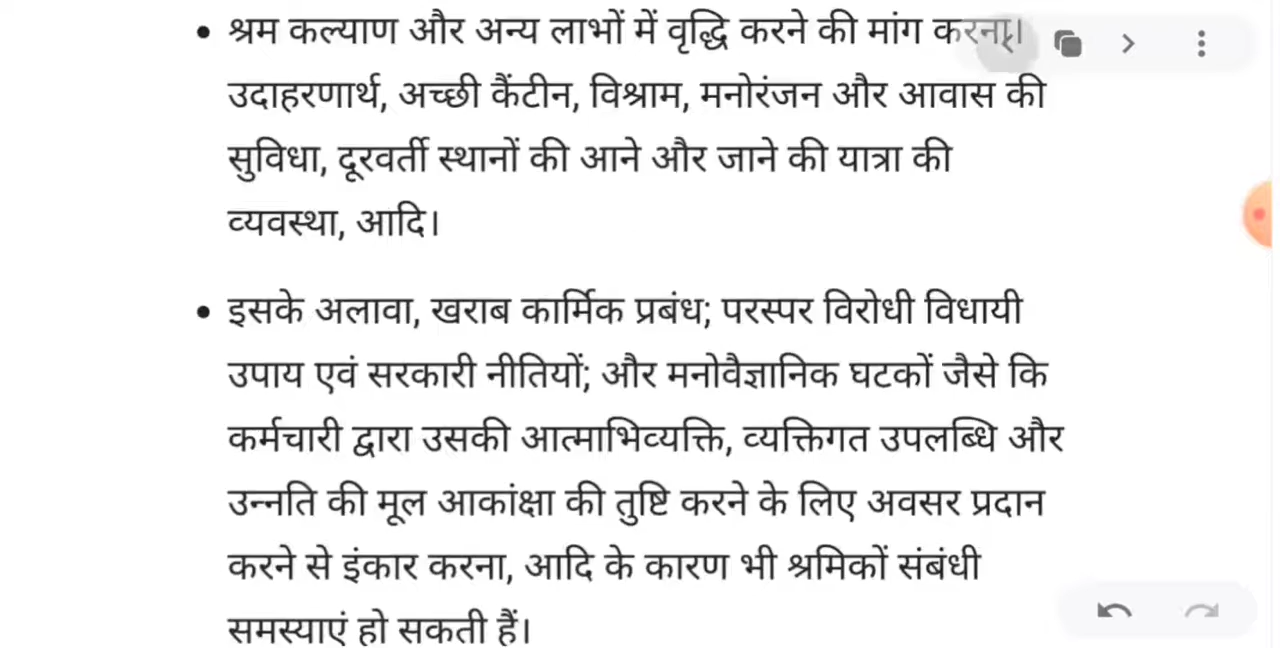 • श्रम कल्याण और अन्य लाभों में वृद्धि करने की मांग करना।
उदाहरणार्थ, अच्छी कैंटीन, विश्राम, मनोरंजन और आवास की
सुविधा, दूरवर्ती स्थानों की आने और जाने की यात्रा की
व्यवस्था, आदि।
• इसके अलावा, खराब कार्मिक प्रबंध; परस्पर विरोधी विधायी
उपाय एवं सरकारी नीतियों; और मनोवैज्ञानिक घटकों जैसे कि
कर्मचारी द्वारा उसकी आत्माभिव्यक्ति, व्यक्तिगत उपलब्धि और
उन्नति की मूल आकांक्षा की तुष्टि करने के लिए अवसर प्रदान
करने से इंकार करना, आदि के कारण भी श्रमिकों संबंधी
समस्याएं हो सकती हैं।